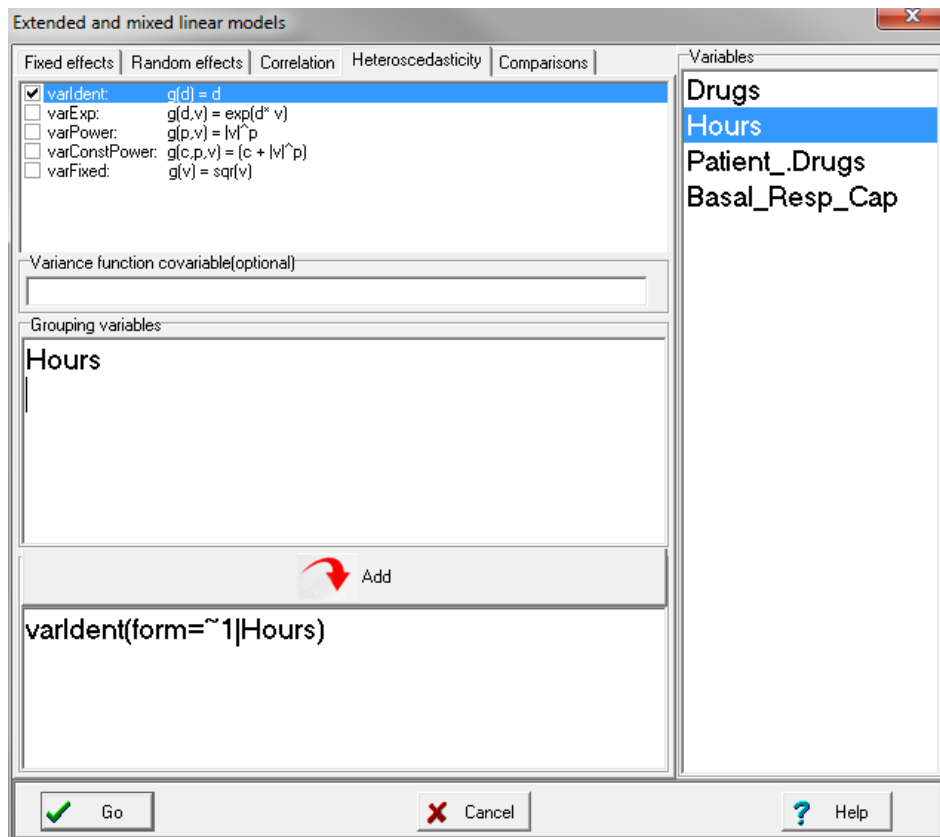 Extended and mixed linear models
x
Fixed effects Random effects Correlation Heteroscedasticity Comparisons
varIdent: g(d) = d
varExp: g(d,v) = exp(d* v)
varPower: g(p,v) = |v|^p
varConstPower: g(c,p,v) = (c + |v|^p)
varFixed: g(v) = sqr(v)
Variance function covariable(optional)
Grouping variables
Hours
Add
varIdent(form=~1|Hours)
Variables
Drugs
Hours
Patient_.Drugs
Basal_Resp_Cap
Go
Cancel
? Help